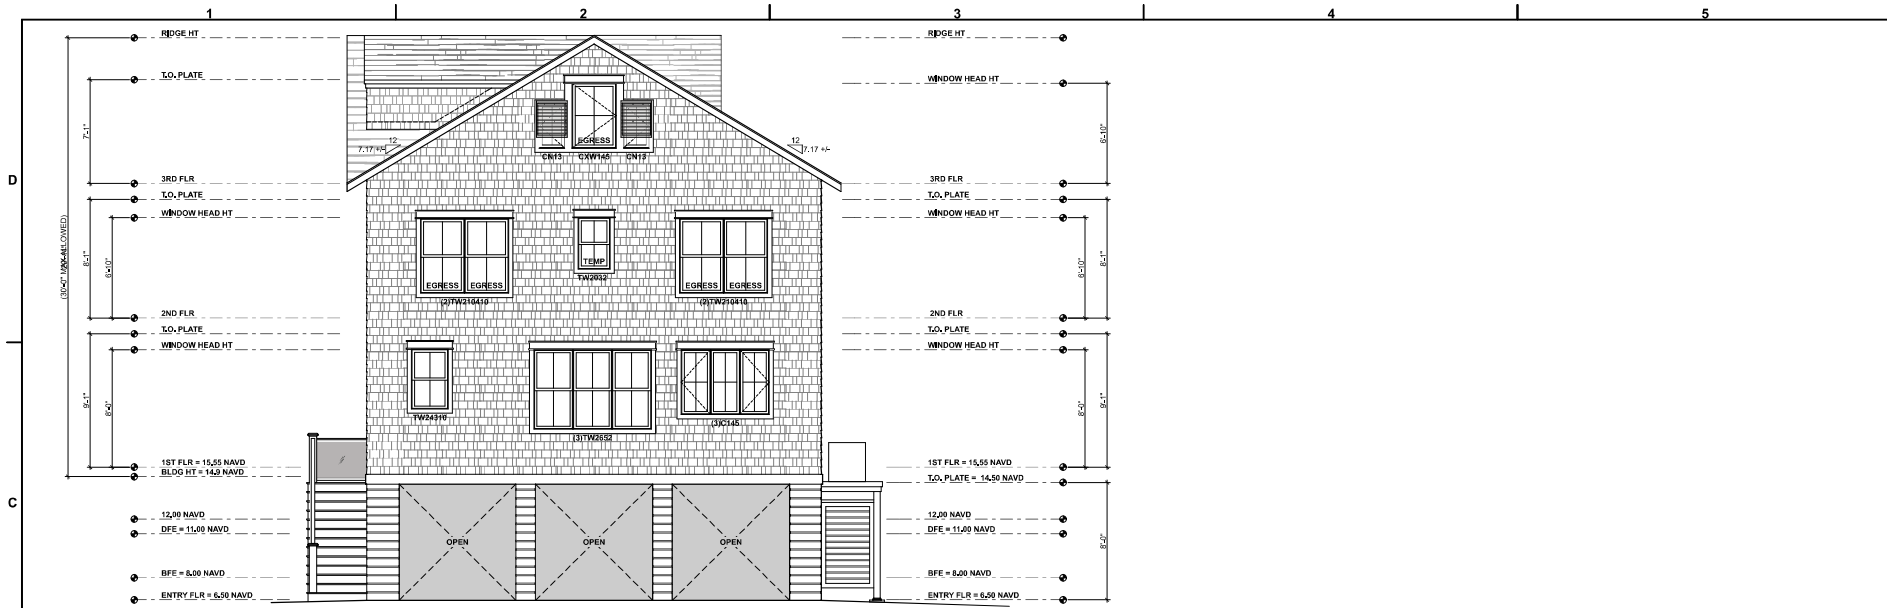 1 2 3 4 5
RIDGE HT RIDGE HT
T.O. PLATE WINDOW HEAD HT
7'-1" EGRESS 6'-10"
12 7.17 +/- 12 7.17 +/-
CN13 CXW145 CN13
D
3RD FLR 3RD FLR
T.O. PLATE T.O. PLATE
WINDOW HEAD HT WINDOW HEAD HT
(30'-0" MAX ALLOWED)
8'-1" 6'-10" TEMP 6'-10" 8'-1"
TW2032
EGRESS EGRESS EGRESS EGRESS
(2)TW210410 (2)TW210410
2ND FLR 2ND FLR
T.O. PLATE T.O. PLATE
WINDOW HEAD HT WINDOW HEAD HT
9'-1" 8'-0" 8'-0" 9'-1"
TW24310 (3)TW2652 (3)C145
1ST FLR = 15.55 NAVD 1ST FLR = 15.55 NAVD
BLDG HT = 14.9 NAVD T.O. PLATE = 14.50 NAVD
C
12.00 NAVD 12.00 NAVD
DFE = 11.00 NAVD DFE = 11.00 NAVD
OPEN OPEN OPEN 8'-0"
BFE = 8.00 NAVD BFE = 8.00 NAVD
ENTRY FLR = 6.50 NAVD ENTRY FLR = 6.50 NAVD